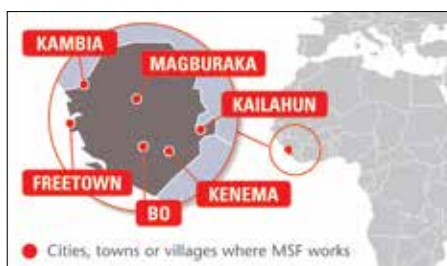 KAMBIA
MAGBURAKA
KAILAHUN
FREETOWN
KENEMA
BO
Cities, towns or villages where MSF works